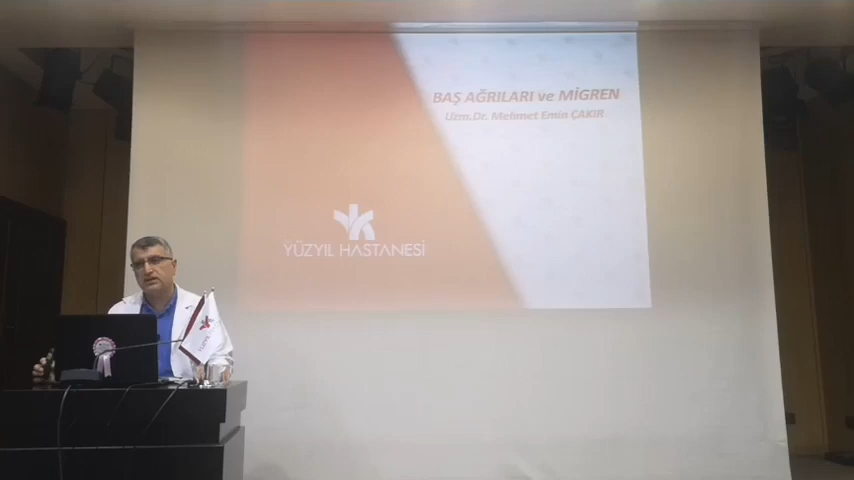 BAŞ AĞRILARI ve MİGREN
Uzm.Dr. Mehmet Emin ÇAKIR
YÜZYIL HASTANESİ